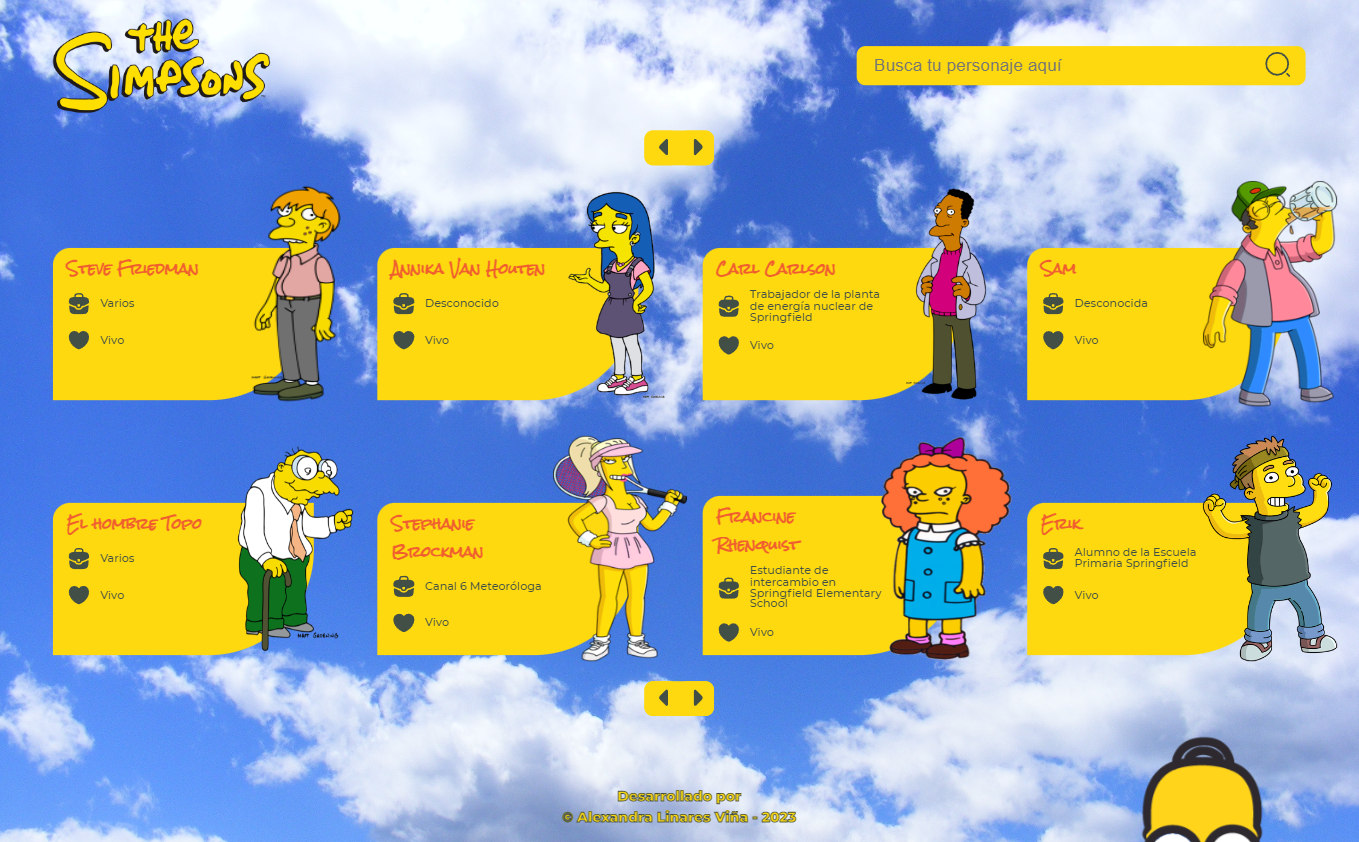 THE
SIMPSONS
Busca tu personaje aquí
Steve Friedman
Varios
Vivo
Annika Van Houten
Desconocido
Vivo
Carl Carlson
Trabajador de la planta
de energía nuclear de
Springfield
Vivo
Sam
Desconocida
Vivo
El hombre Topo
Varios
Vivo
MATT GROENING
Stephanie
Brockman
Canal 6 Meteoróloga
Vivo
Francine
Rhenquist
Estudiante de
intercambio en
Springfield Elementary
School
Vivo
Erik
Alumno de la Escuela
Primaria Springfield
Vivo
Desarrollado por
© Alexandra Linares Viña - 2023